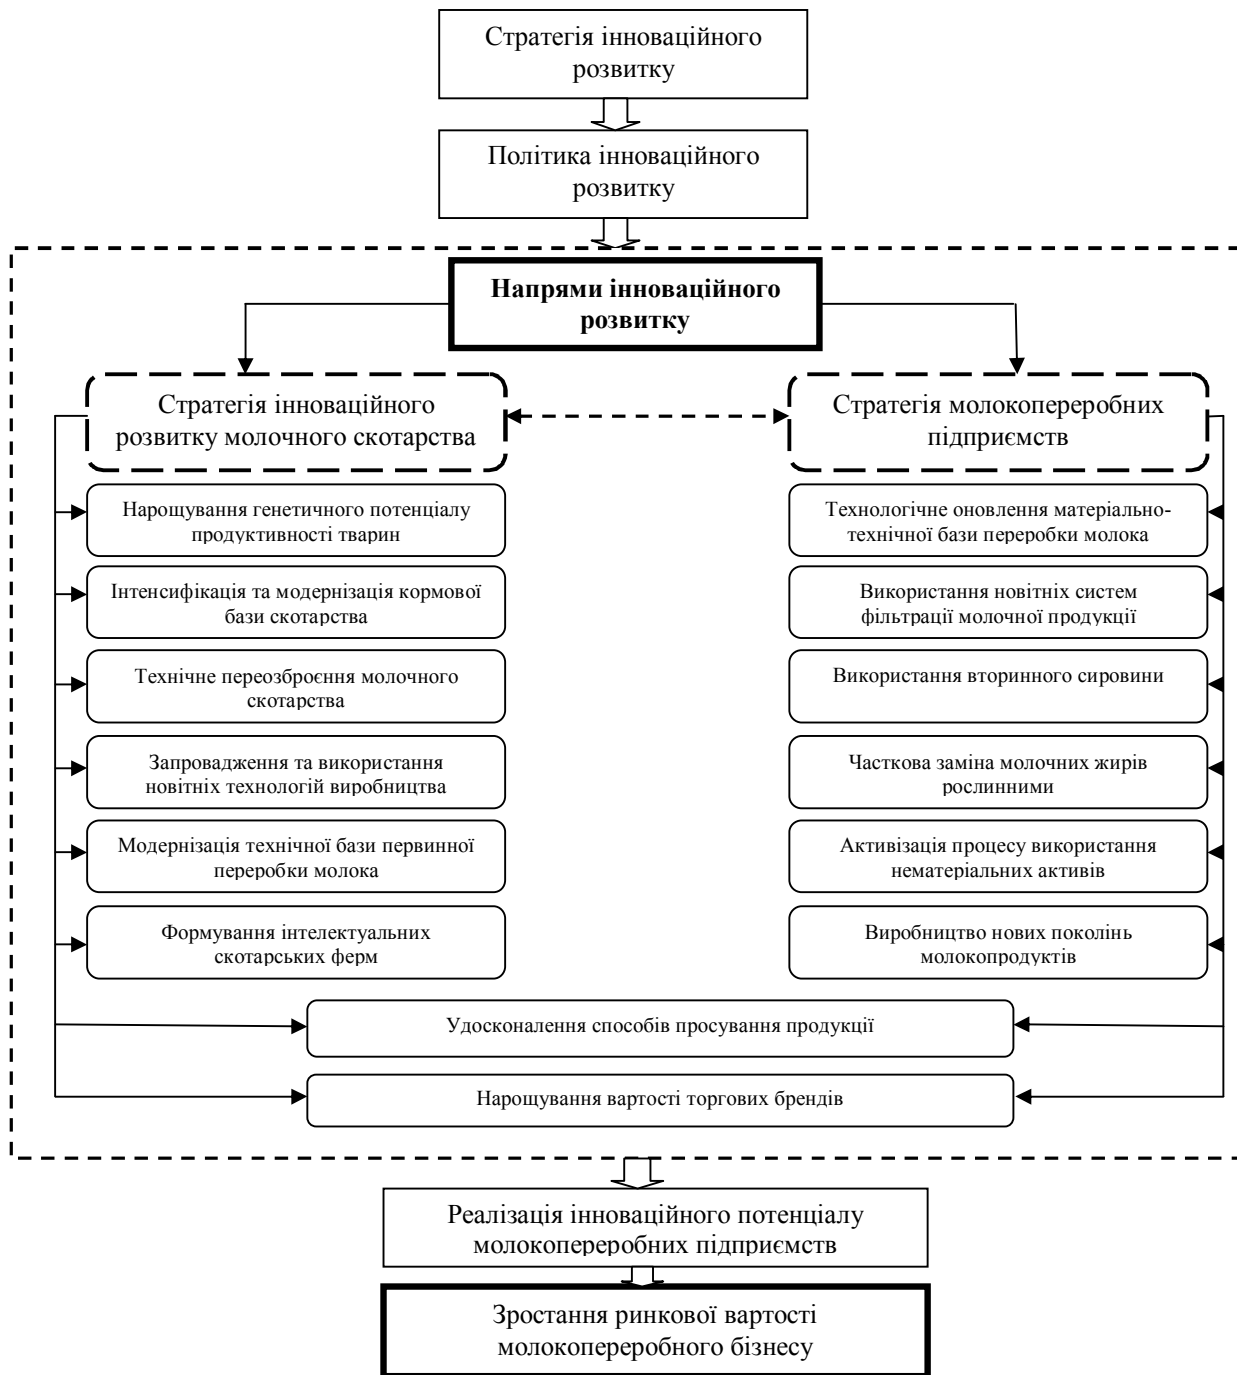 Стратегія інноваційного
розвитку
Політика інноваційного
розвитку
Напрями інноваційного
розвитку
Стратегія інноваційного
розвитку молочного скотарства
Стратегія молокопереробних
підприємств
Нарощування генетичного потенціалу
продуктивності тварин
Технологічне оновлення матеріально-
технічної бази переробки молока
Інтенсифікація та модернізація кормової
бази скотарства
Використання новітніх систем
фільтрації молочної продукції
Технічне переозброєння молочного
скотарства
Використання вторинного сировини
Запровадження та використання
новітніх технологій виробництва
Часткова заміна молочних жирів
рослинними
Модернізація технічної бази первинної
переробки молока
Активізація процесу використання
нематеріальних активів
Формування інтелектуальних
скотарських ферм
Виробництво нових поколінь
молокопродуктів
Удосконалення способів просування продукції
Нарощування вартості торгових брендів
Реалізація інноваційного потенціалу
молокопереробних підприємств
Зростання ринкової вартості
молокопереробного бізнесу